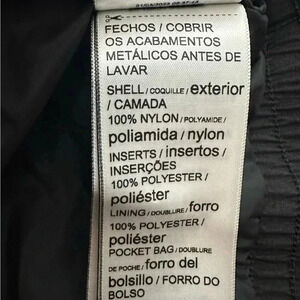 FECHOS / COBRIR
OS ACABAMENTOS
METÁLICOS ANTES DE
LAVAR
SHELL / COQUILLE / exterior
/ CAMADA
100% NYLON / POLYAMIDE /
poliamida / nylon
INSERTS / insertos /
INSERÇÕES
100% POLYESTER /
poliéster
LINING / DOUBLURE / forro
100% POLYESTER /
poliéster
POCKET BAG / DOUBLURE
DE POCHE / forro del
bolsillo / FORRO DO
BOLSO